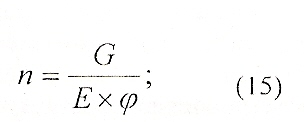 n = G / (E × φ); (15)